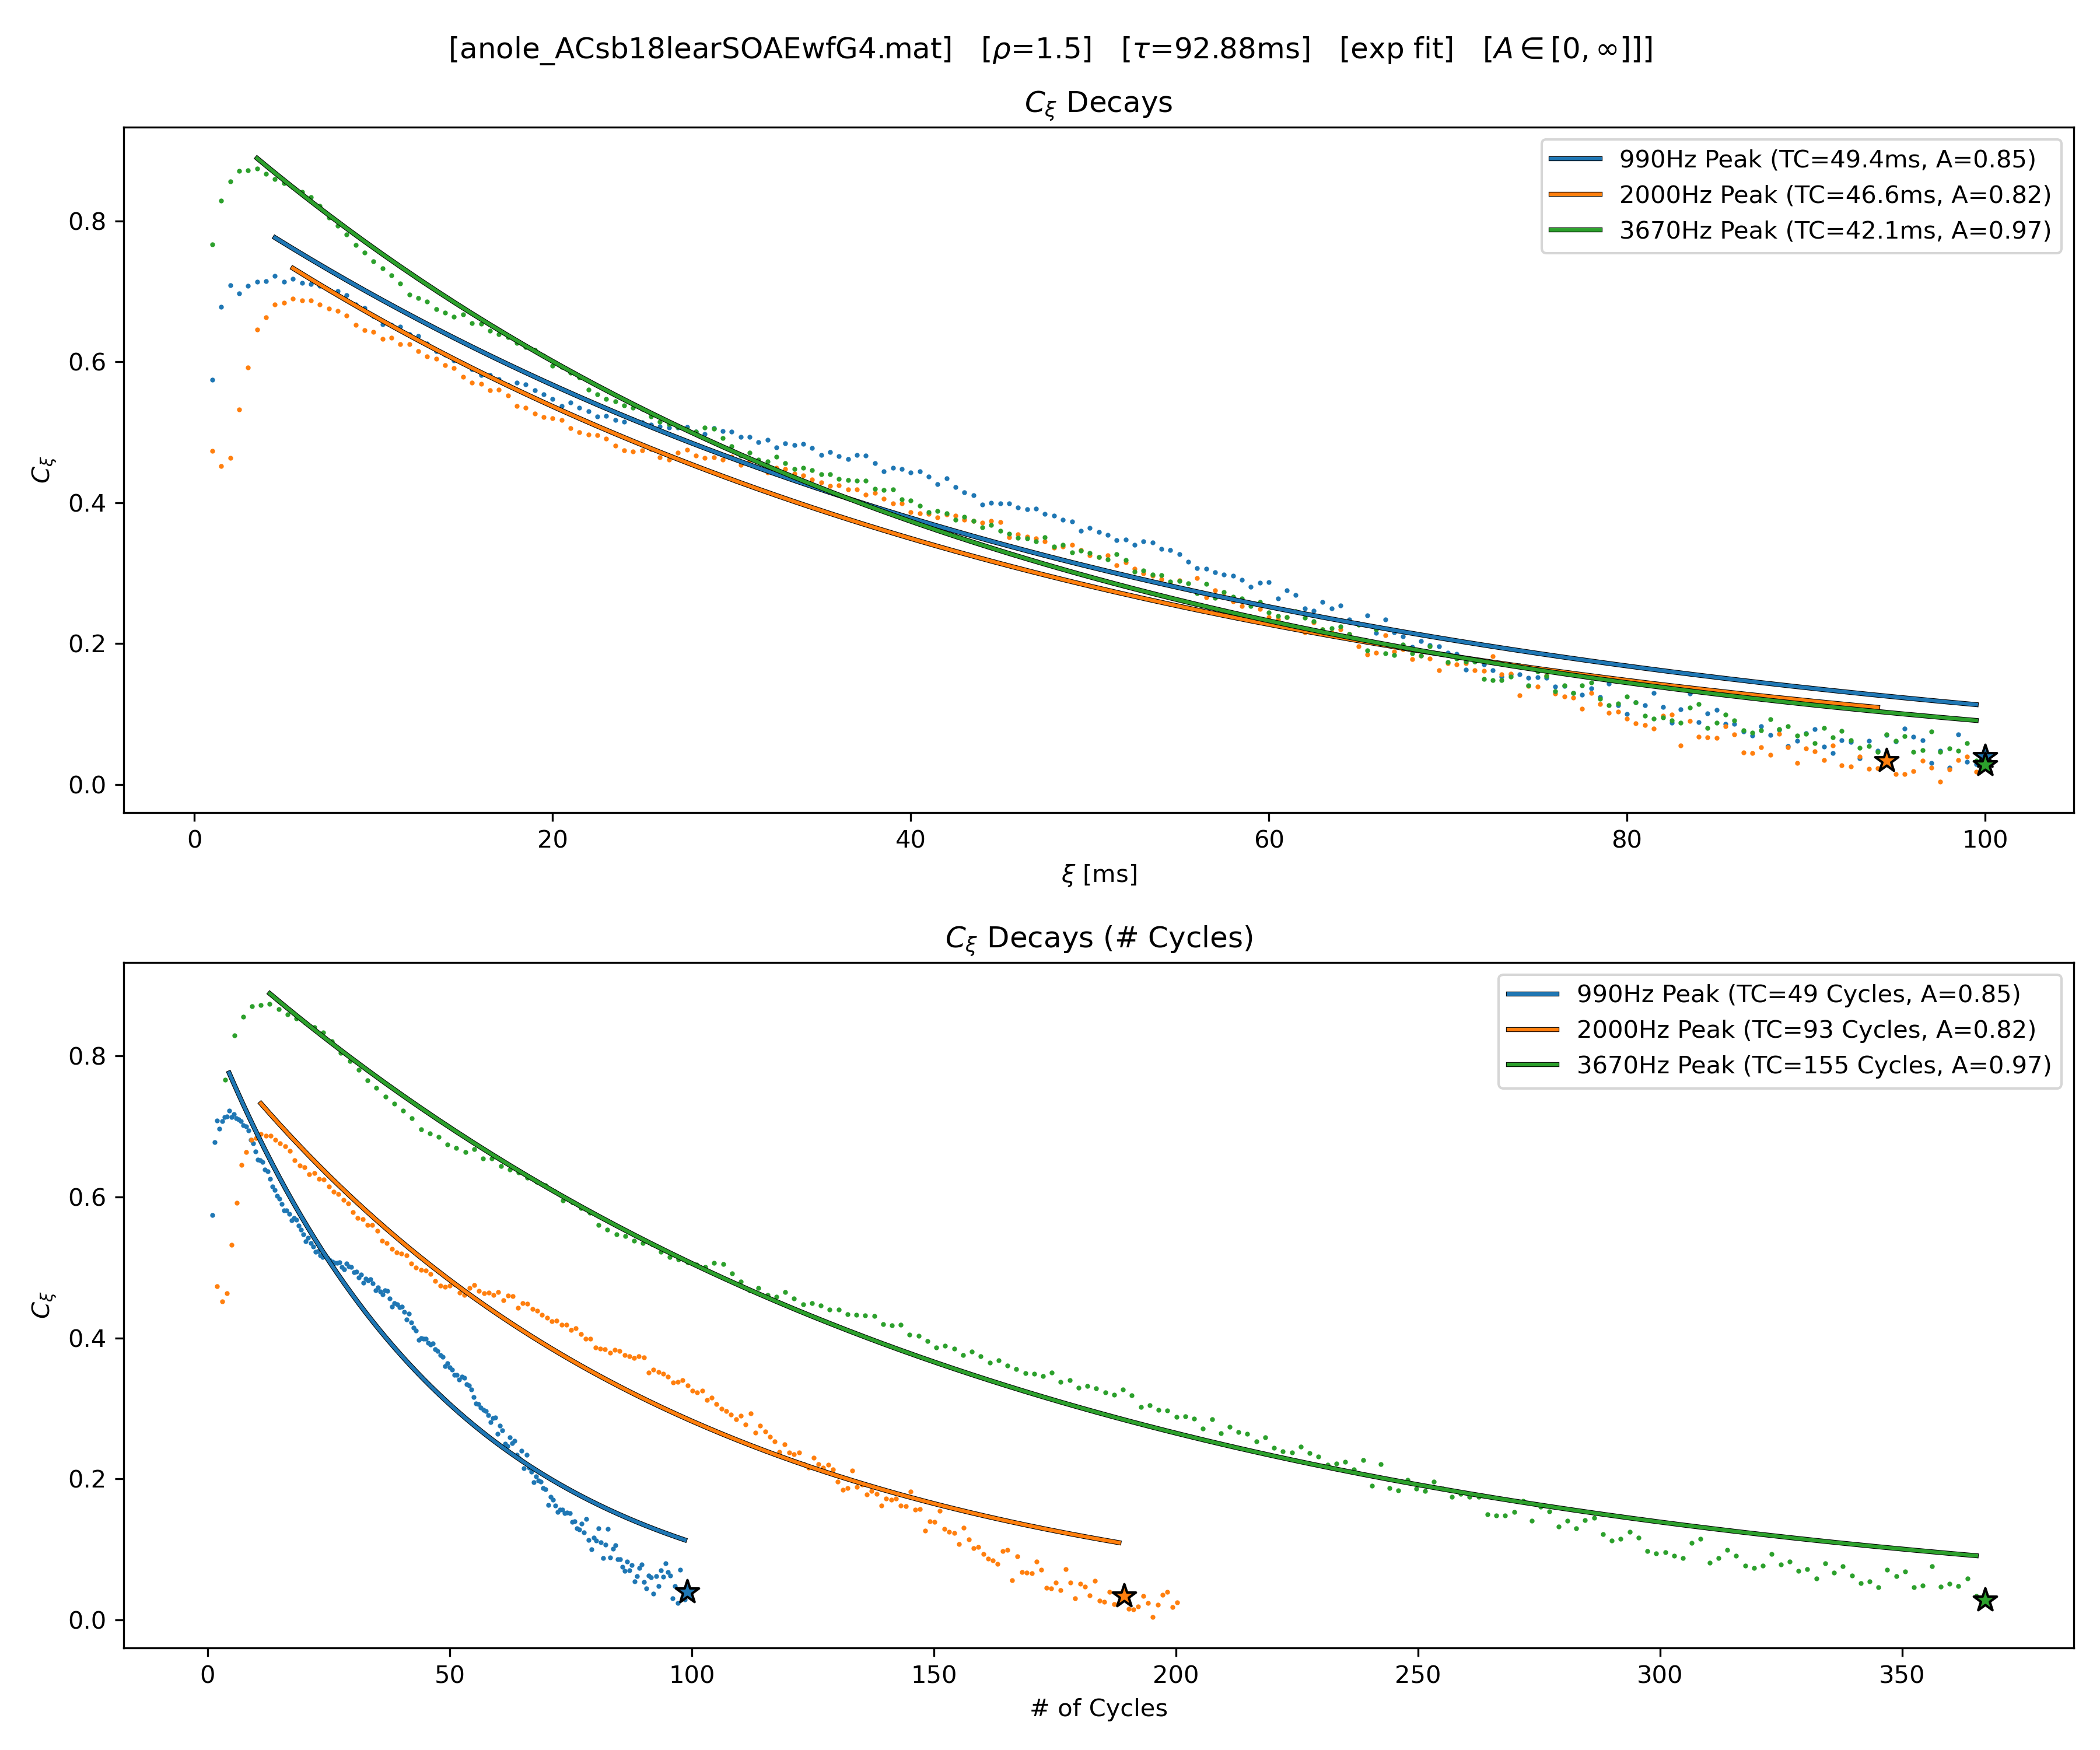 [anole_ACsb18learSOAEwfG4.mat] [ρ=1.5] [τ=92.88ms] [exp fit] [A ∈ [0, ∞]]]
C_ξ Decays
990Hz Peak (TC=49.4ms, A=0.85)
2000Hz Peak (TC=46.6ms, A=0.82)
3670Hz Peak (TC=42.1ms, A=0.97)
0.8
0.6
0.4
0.2
0.0
C_ξ
0 20 40 60 80 100
ξ [ms]
C_ξ Decays (# Cycles)
990Hz Peak (TC=49 Cycles, A=0.85)
2000Hz Peak (TC=93 Cycles, A=0.82)
3670Hz Peak (TC=155 Cycles, A=0.97)
0.8
0.6
0.4
0.2
0.0
C_ξ
0 50 100 150 200 250 300 350
# of Cycles